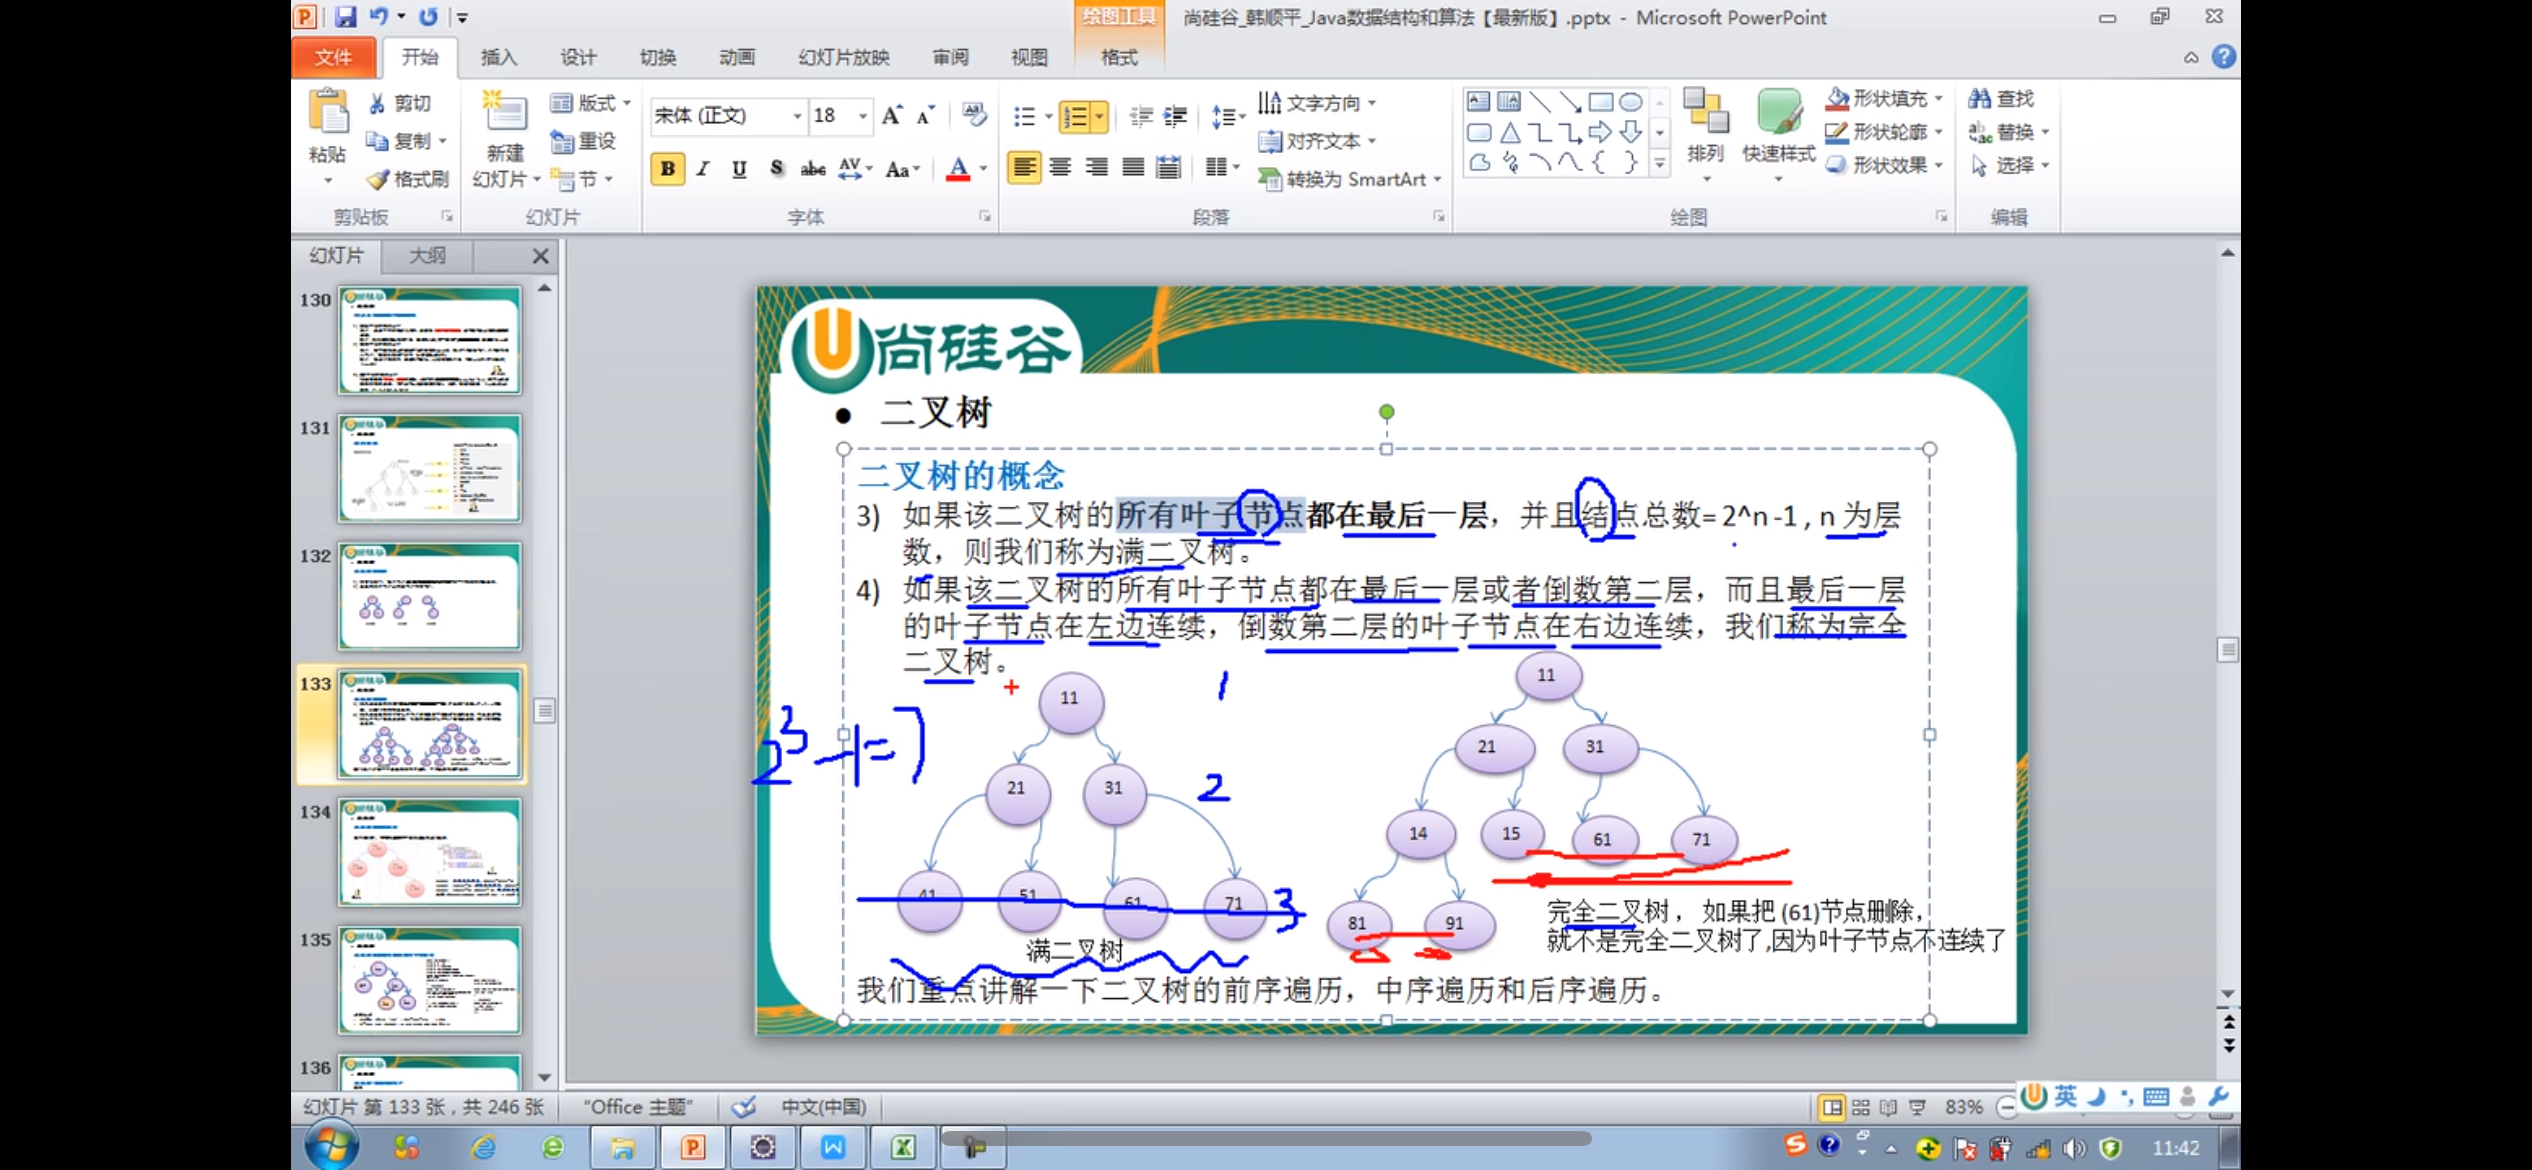 绘图工具
尚硅谷_韩顺平_Java数据结构和算法【最新版】.pptx - Microsoft PowerPoint
文件 开始 插入 设计 切换 动画 幻灯片放映 审阅 视图 格式
粘贴 剪切 复制 格式刷
新建幻灯片 版式 重设 节
宋体 (正文) 18
B I U S abc AV Aa A
文字方向 对齐文本 转换为 SmartArt
排列 快速样式 形状填充 形状轮廓 形状效果
查找 替换 选择
剪贴板 幻灯片 字体 段落 绘图 编辑
幻灯片 大纲
130
131
132
133
134
135
136
尚硅谷
• 二叉树
二叉树的概念
3) 如果该二叉树的所有叶子节点都在最后一层，并且结点总数= 2^n -1 , n 为层
数，则我们称为满二叉树。
4) 如果该二叉树的所有叶子节点都在最后一层或者倒数第二层，而且最后一层
的叶子节点在左边连续，倒数第二层的叶子节点在右边连续，我们称为完全
二叉树。
2³-1=7
11
21 31
41 51 61 71
1
2
3
满二叉树
11
21 31
14 15 61 71
81 91
完全二叉树， 如果把 (61)节点删除，
就不是完全二叉树了,因为叶子节点不连续了
我们重点讲解一下二叉树的前序遍历，中序遍历和后序遍历。
幻灯片 第 133 张，共 246 张 "Office 主题" 中文(中国) 83%
英
11:42